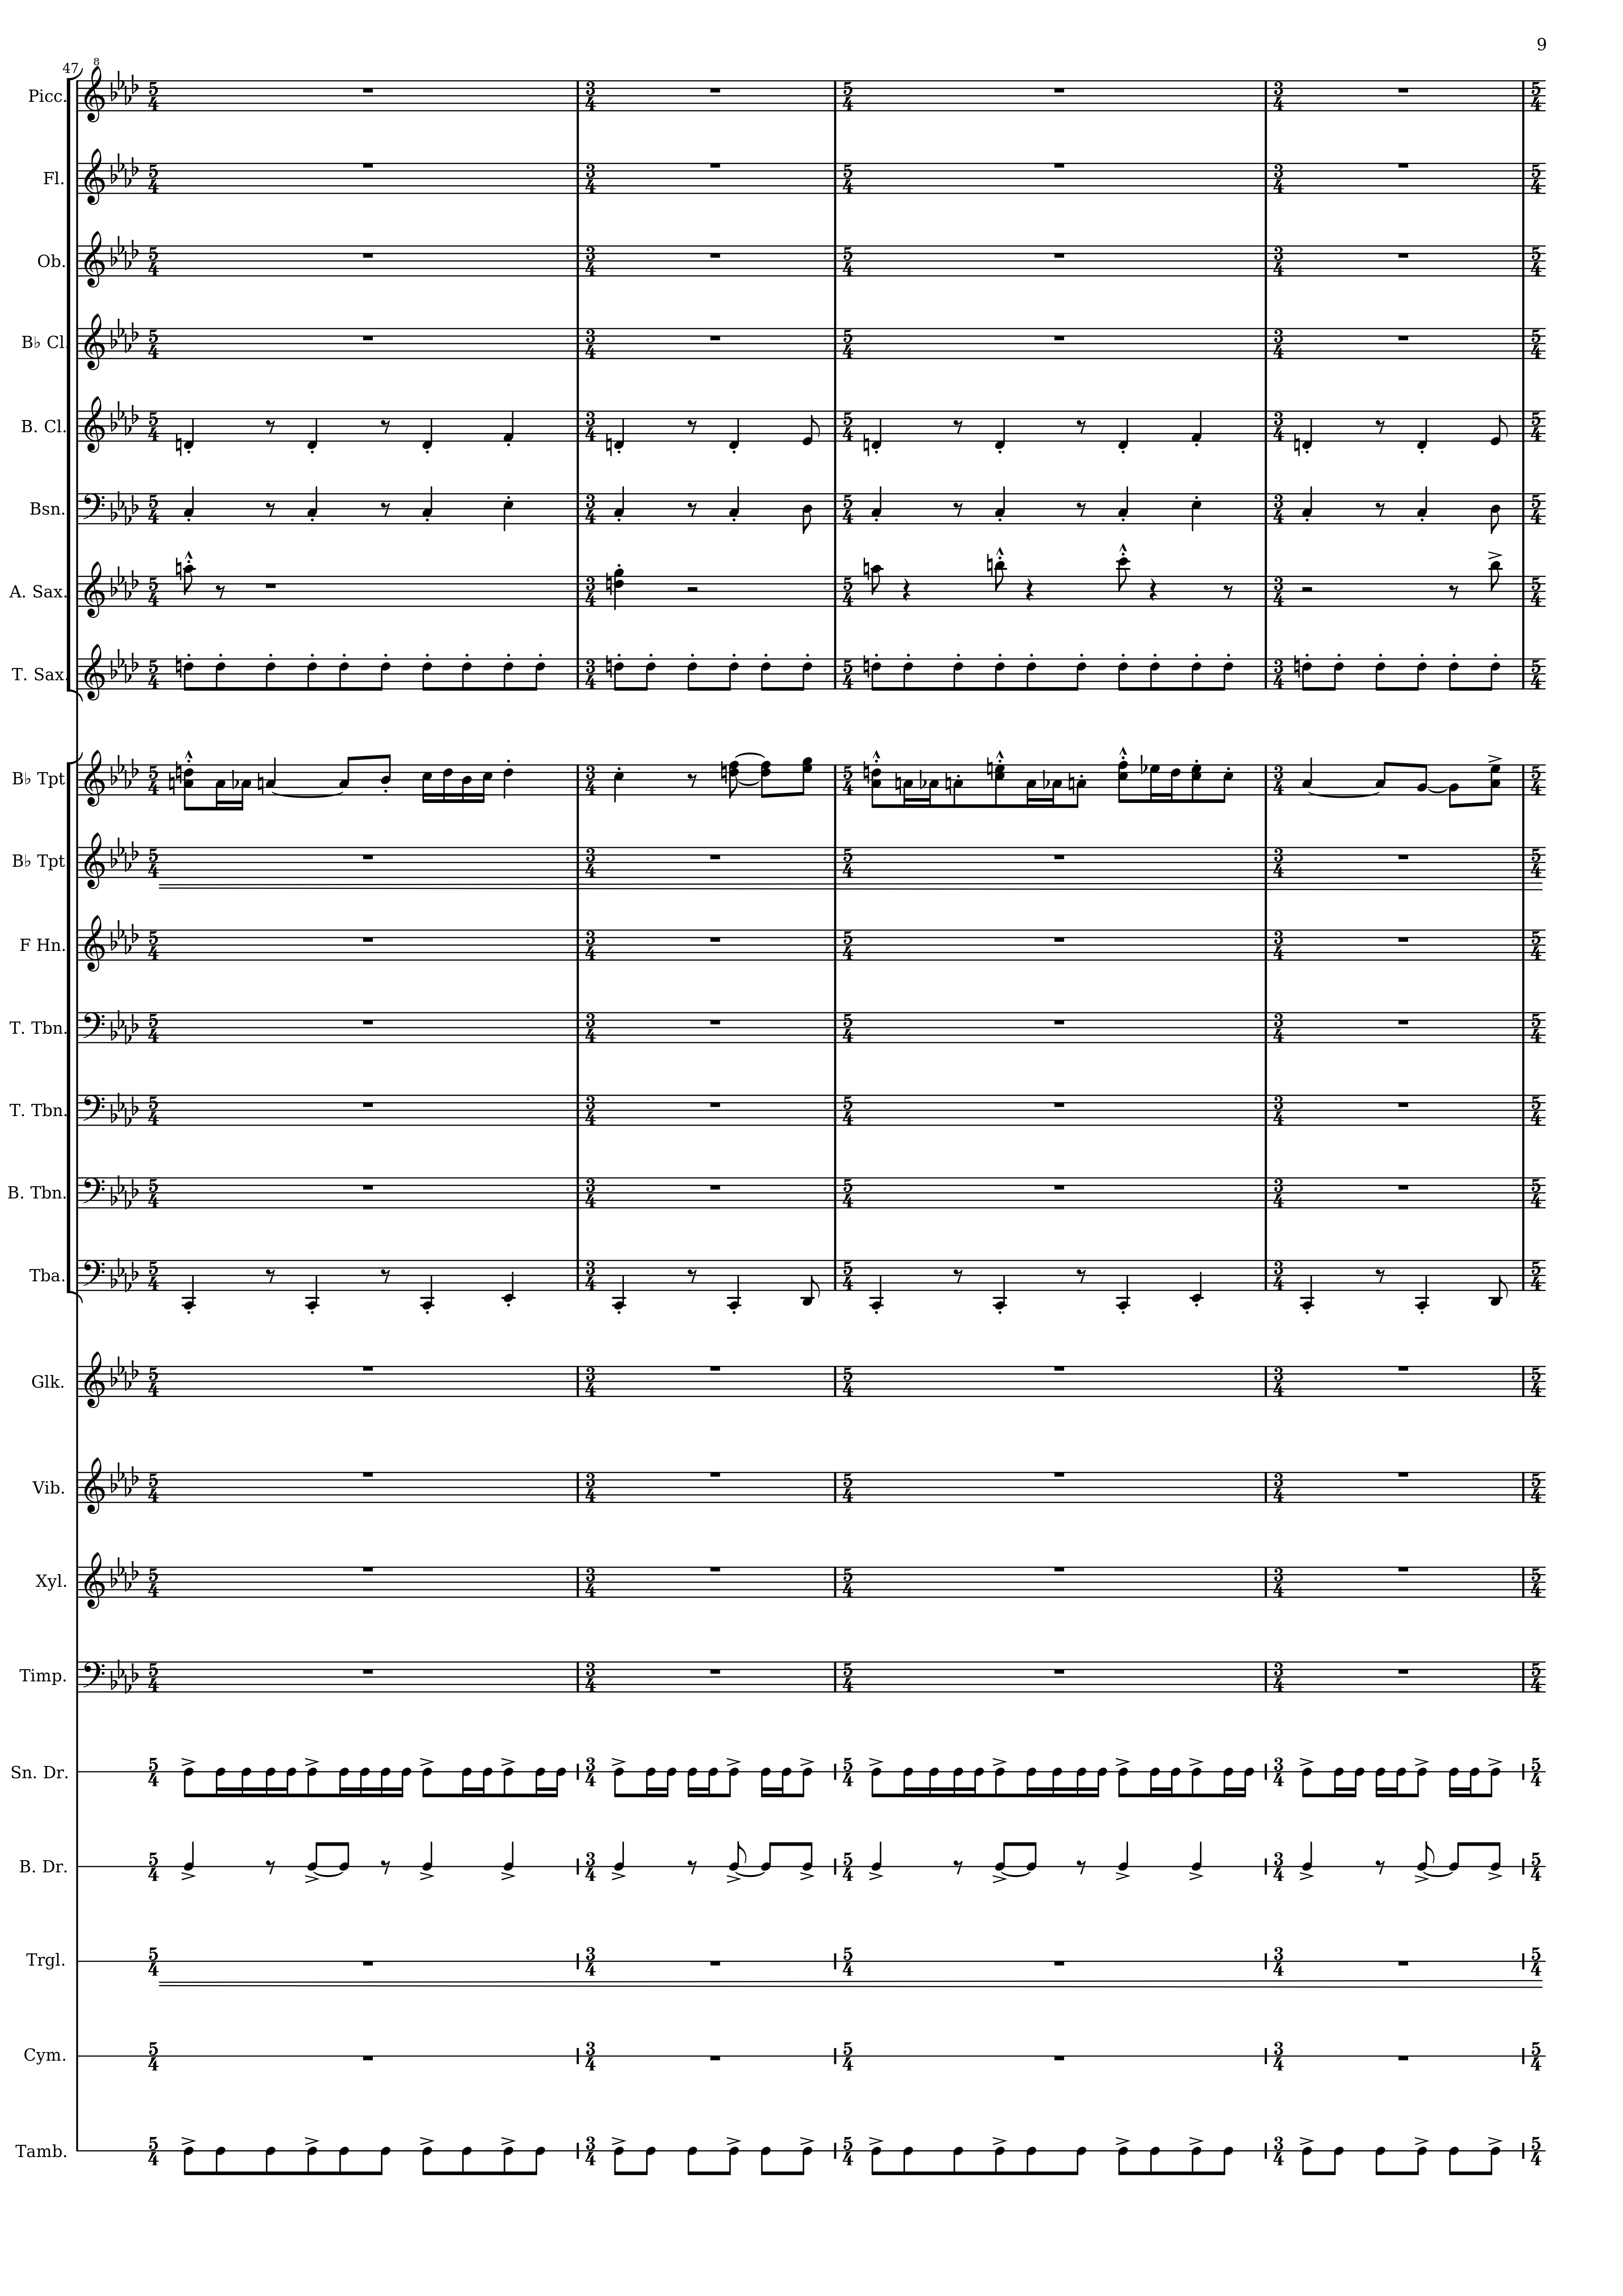 9
47
8
Picc.
Fl.
Ob.
B♭ Cl.
B. Cl.
Bsn.
A. Sax.
T. Sax.
B♭ Tpt
B♭ Tpt
F Hn.
T. Tbn.
T. Tbn.
B. Tbn.
Tba.
Glk.
Vib.
Xyl.
Timp.
Sn. Dr.
B. Dr.
Trgl.
Cym.
Tamb.